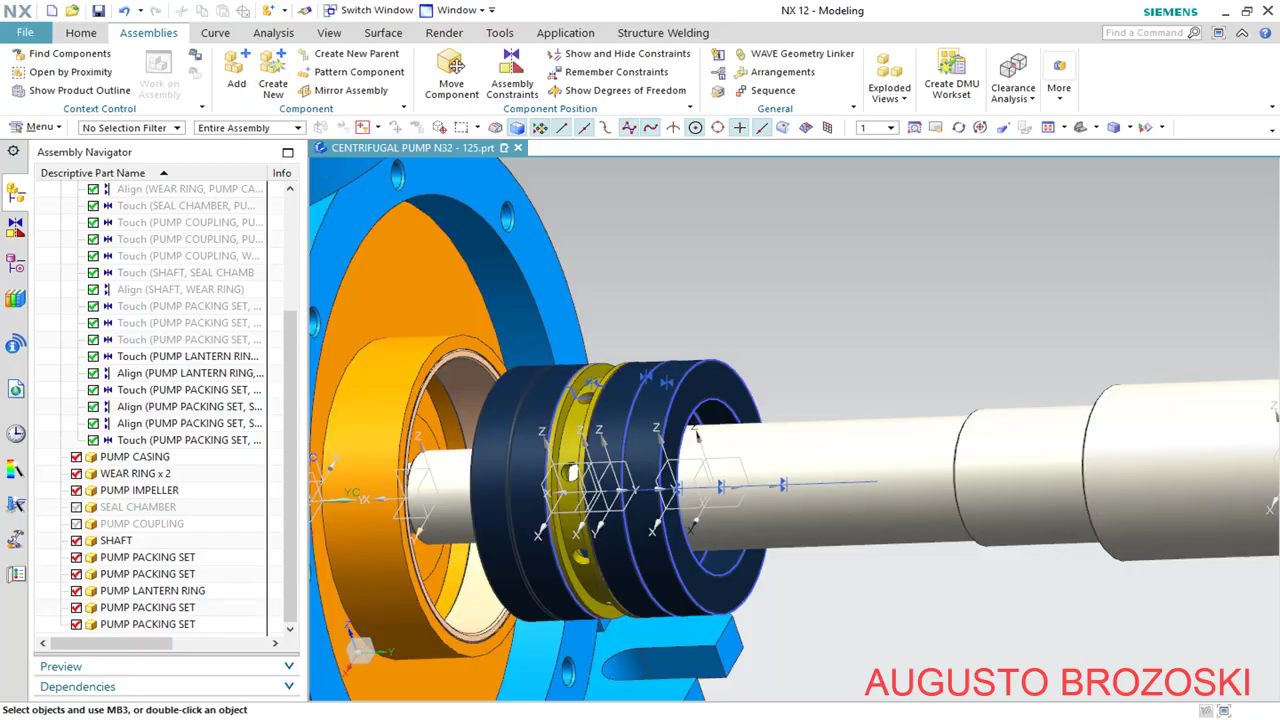 NX
Switch Window
Window
NX 12 - Modeling
SIEMENS
File
Home
Assemblies
Curve
Analysis
View
Surface
Render
Tools
Application
Structure Welding
Find a Command
Find Components
Open by Proximity
Show Product Outline
Work on Assembly
Context Control
Add
Create New
Create New Parent
Pattern Component
Mirror Assembly
Component
Move Component
Assembly Constraints
Show and Hide Constraints
Remember Constraints
Show Degrees of Freedom
Component Position
WAVE Geometry Linker
Arrangements
Sequence
General
Exploded Views
Create DMU Workset
Clearance Analysis
More
Menu
No Selection Filter
Entire Assembly
1
Assembly Navigator
CENTRIFUGAL PUMP N32 - 125.prt
Descriptive Part Name
Info
Align (WEAR RING, PUMP CA...
Touch (SEAL CHAMBER, PU...
Touch (PUMP COUPLING, PU...
Touch (PUMP COUPLING, PU...
Touch (PUMP COUPLING, W...
Touch (SHAFT, SEAL CHAMB
Align (SHAFT, WEAR RING)
Touch (PUMP PACKING SET, ...
Touch (PUMP PACKING SET, ...
Touch (PUMP PACKING SET, ...
Touch (PUMP LANTERN RIN...
Align (PUMP LANTERN RING,...
Touch (PUMP PACKING SET, ...
Align (PUMP PACKING SET, S...
Align (PUMP PACKING SET, S...
Touch (PUMP PACKING SET, ...
PUMP CASING
WEAR RING x 2
PUMP IMPELLER
SEAL CHAMBER
PUMP COUPLING
SHAFT
PUMP PACKING SET
PUMP PACKING SET
PUMP LANTERN RING
PUMP PACKING SET
PUMP PACKING SET
Preview
Dependencies
AUGUSTO BROZOSKI
Select objects and use MB3, or double-click an object